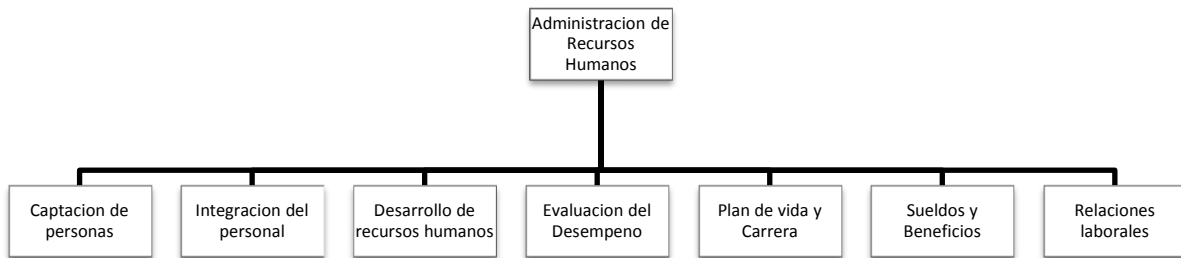 Administracion de
Recursos
Humanos
Captacion de
personas
Integracion del
personal
Desarrollo de
recursos humanos
Evaluacion del
Desempeno
Plan de vida y
Carrera
Sueldos y
Beneficios
Relaciones
laborales